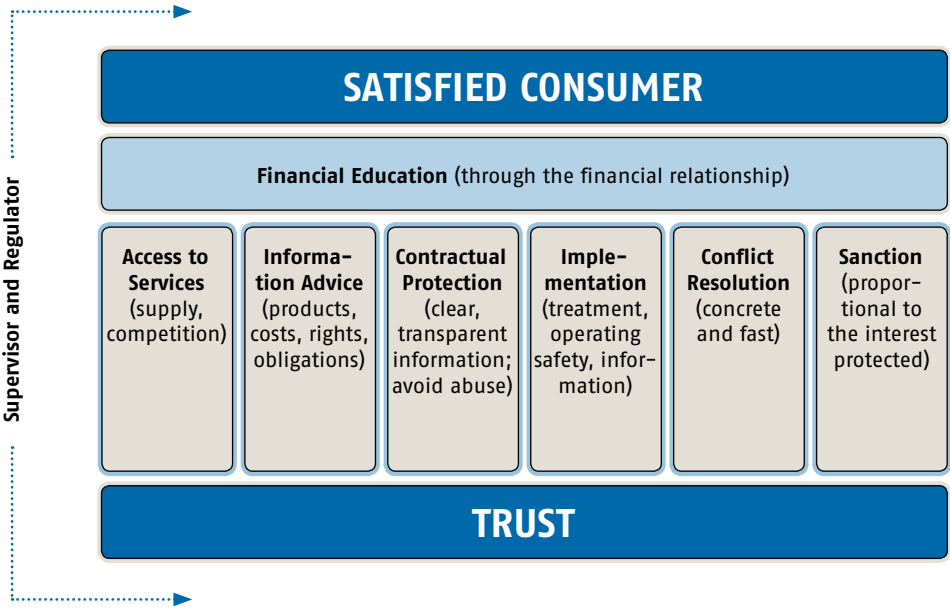 Supervisor and Regulator
SATISFIED CONSUMER
Financial Education (through the financial relationship)
Access to
Services
(supply,
competition)
Informa-
tion Advice
(products,
costs, rights,
obligations)
Contractual
Protection
(clear,
transparent
information;
avoid abuse)
Imple-
mentation
(treatment,
operating
safety, infor-
mation)
Conflict
Resolution
(concrete
and fast)
Sanction
(propor-
tional to
the interest
protected)
TRUST